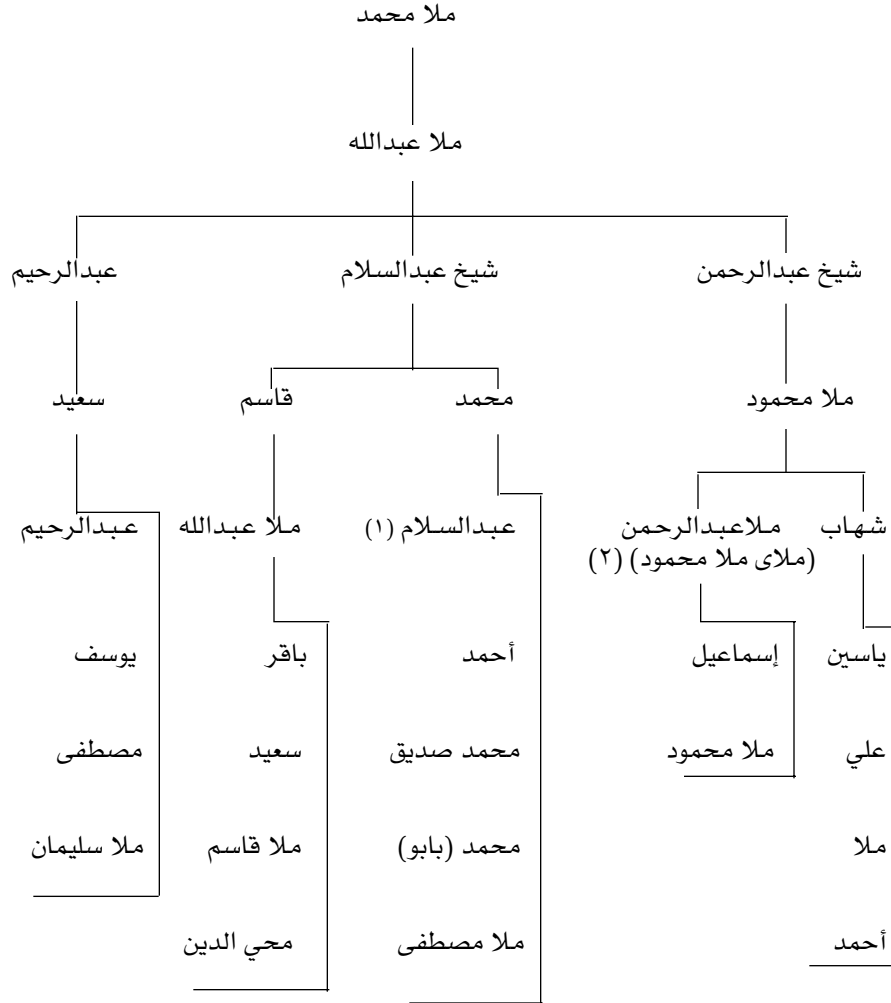 ملا محمد
ملا عبدالله
شيخ عبدالرحمن
شيخ عبدالسلام
عبدالرحيم
ملا محمود
محمد
قاسم
سعيد
شهاب
ملاعبدالرحمن
(ملاى ملا محمود) (٢)
عبدالسلام (١)
ملا عبدالله
عبدالرحيم
ياسين
إسماعيل
أحمد
باقر
يوسف
علي
ملا محمود
محمد صديق
سعيد
مصطفى
ملا
محمد (بابو)
ملا قاسم
ملا سليمان
أحمد
ملا مصطفى
محي الدين